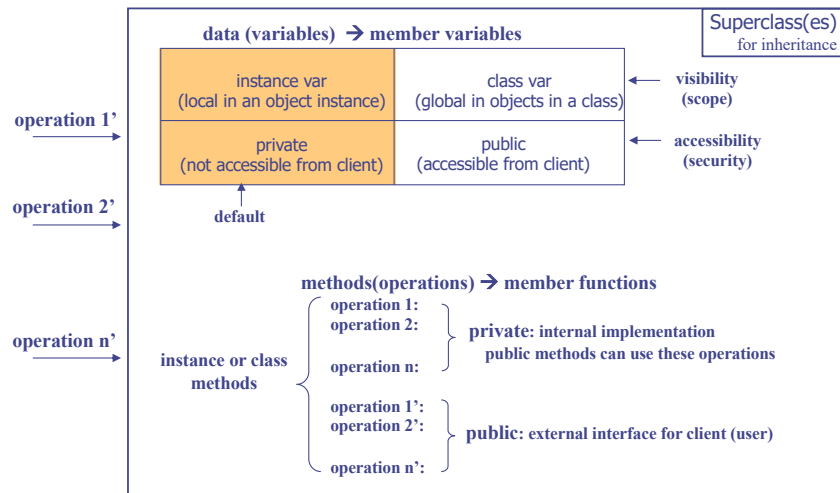 Superclass(es)
for inheritance
data (variables) → member variables
instance var
(local in an object instance)
class var
(global in objects in a class)
visibility
(scope)
private
(not accessible from client)
public
(accessible from client)
accessibility
(security)
default
operation 1’
operation 2’
operation n’
methods(operations) → member functions
instance or class
methods
operation 1:
operation 2:
operation n:
private: internal implementation
public methods can use these operations
operation 1’:
operation 2’:
operation n’:
public: external interface for client (user)